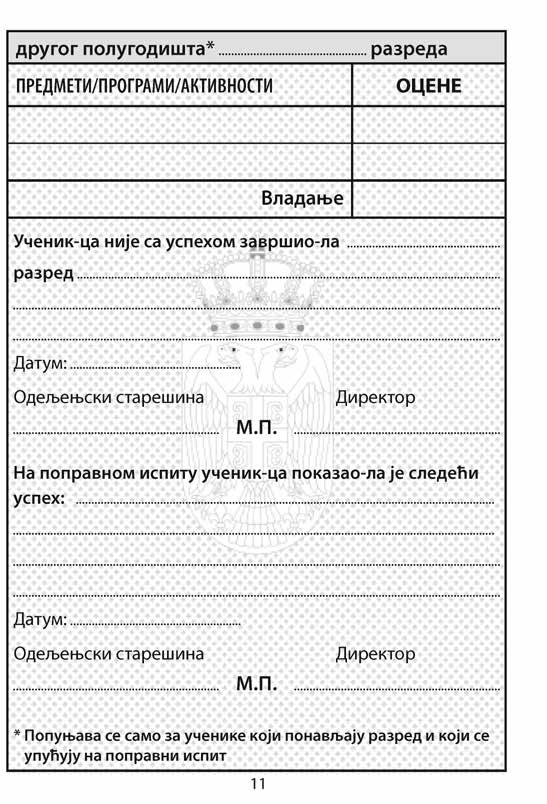 другог полугодишта* ........................................ разреда
ПРЕДМЕТИ/ПРОГРАМИ/АКТИВНОСТИ ОЦЕНЕ
Владање
Ученик-ца није са успехом завршио-ла ........................................
разред ........................................
Датум: ........................................
Одељењски старешина Директор
........................................ М.П. ........................................
На поправном испиту ученик-ца показао-ла је следећи
успех: ........................................
Датум: ........................................
Одељењски старешина Директор
........................................ М.П. ........................................
* Попуњава се само за ученике који понављају разред и који се
упућују на поправни испит
11